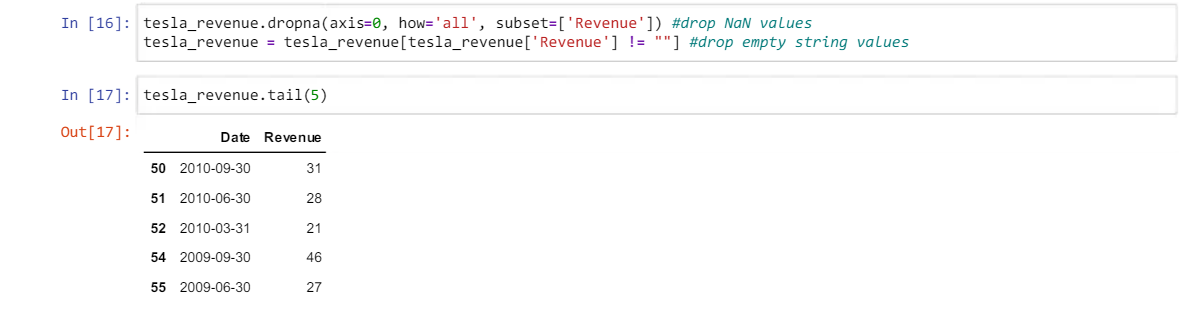 In [16]: tesla_revenue.dropna(axis=0, how='all', subset=['Revenue']) #drop NaN values
tesla_revenue = tesla_revenue[tesla_revenue['Revenue'] != ""] #drop empty string values
In [17]: tesla_revenue.tail(5)
Out[17]:
Date Revenue
50 2010-09-30 31
51 2010-06-30 28
52 2010-03-31 21
54 2009-09-30 46
55 2009-06-30 27